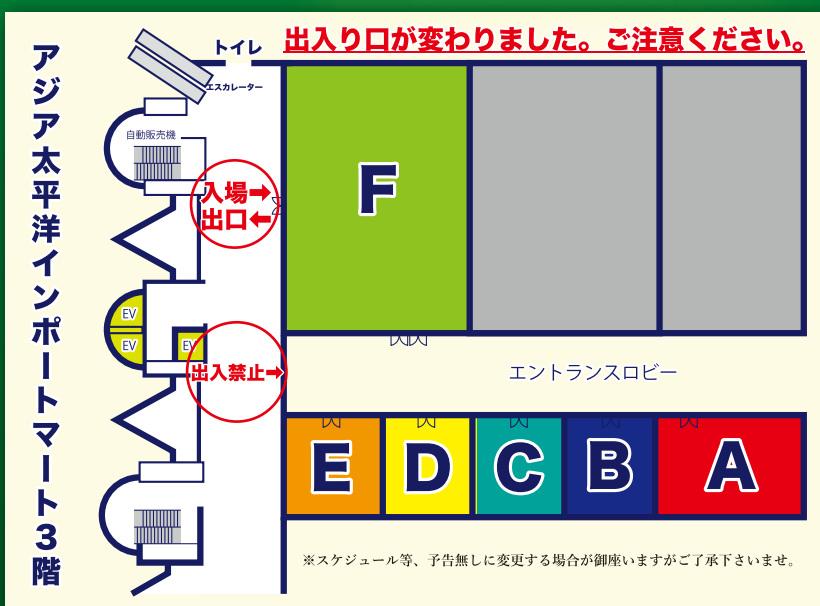 出入り口が変わりました。ご注意ください。
アジア太平洋インポートマート3階
トイレ
エスカレーター
自動販売機
入場→
出口←
F
EV
EV
EV
出入禁止→
エントランスロビー
E
D
C
B
A
※スケジュール等、予告無しに変更する場合が御座いますがご了承下さいませ。